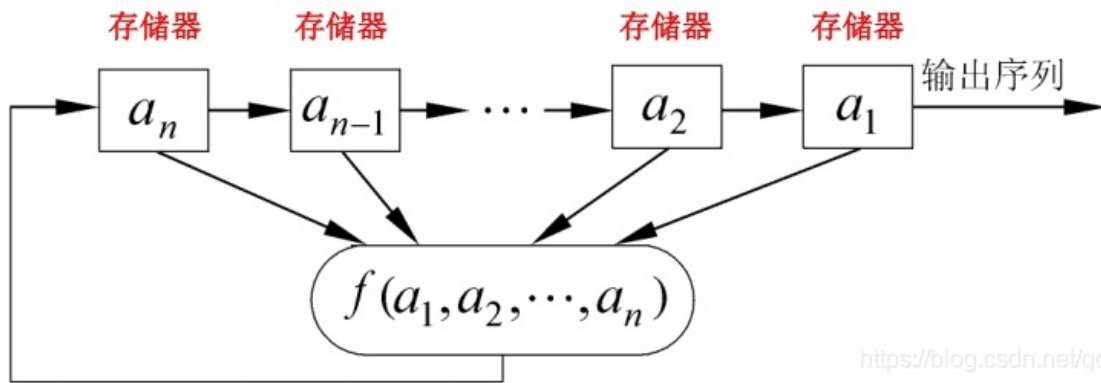 存储器 存储器 存储器 存储器
aₙ aₙ₋₁ ⋯ a₂ a₁ 输出序列
f(a₁,a₂,⋯,aₙ)
https://blog.csdn.net/qc